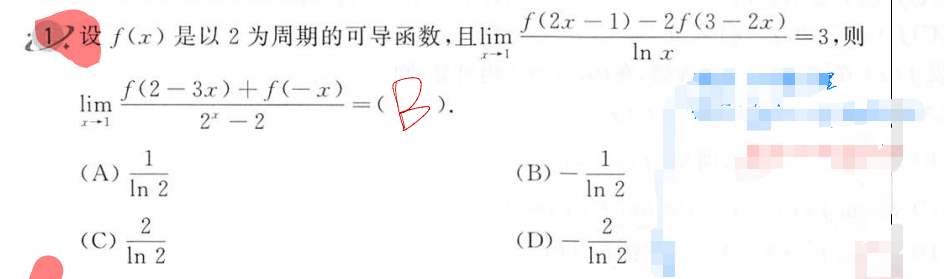 1. 设 f(x) 是以 2 为周期的可导函数,且 lim_{x→1} \frac{f(2x-1)-2f(3-2x)}{\ln x}=3,则
lim_{x→1} \frac{f(2-3x)+f(-x)}{2^x-2}=( B ).
(A) \frac{1}{\ln 2} (B) -\frac{1}{\ln 2}
(C) \frac{2}{\ln 2} (D) -\frac{2}{\ln 2}